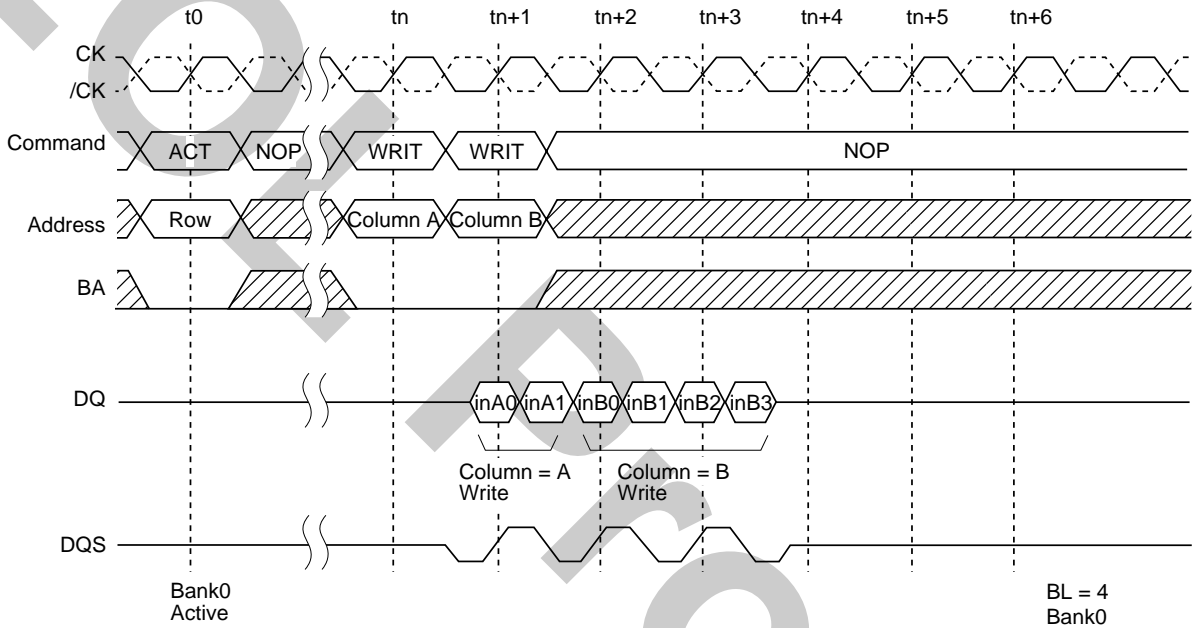 t0 tn tn+1 tn+2 tn+3 tn+4 tn+5 tn+6
CK
/CK
Command ACT NOP WRIT WRIT NOP
Address Row Column A Column B
BA
DQ inA0 inA1 inB0 inB1 inB2 inB3
Column = A Column = B
Write Write
DQS
Bank0 BL = 4
Active Bank0